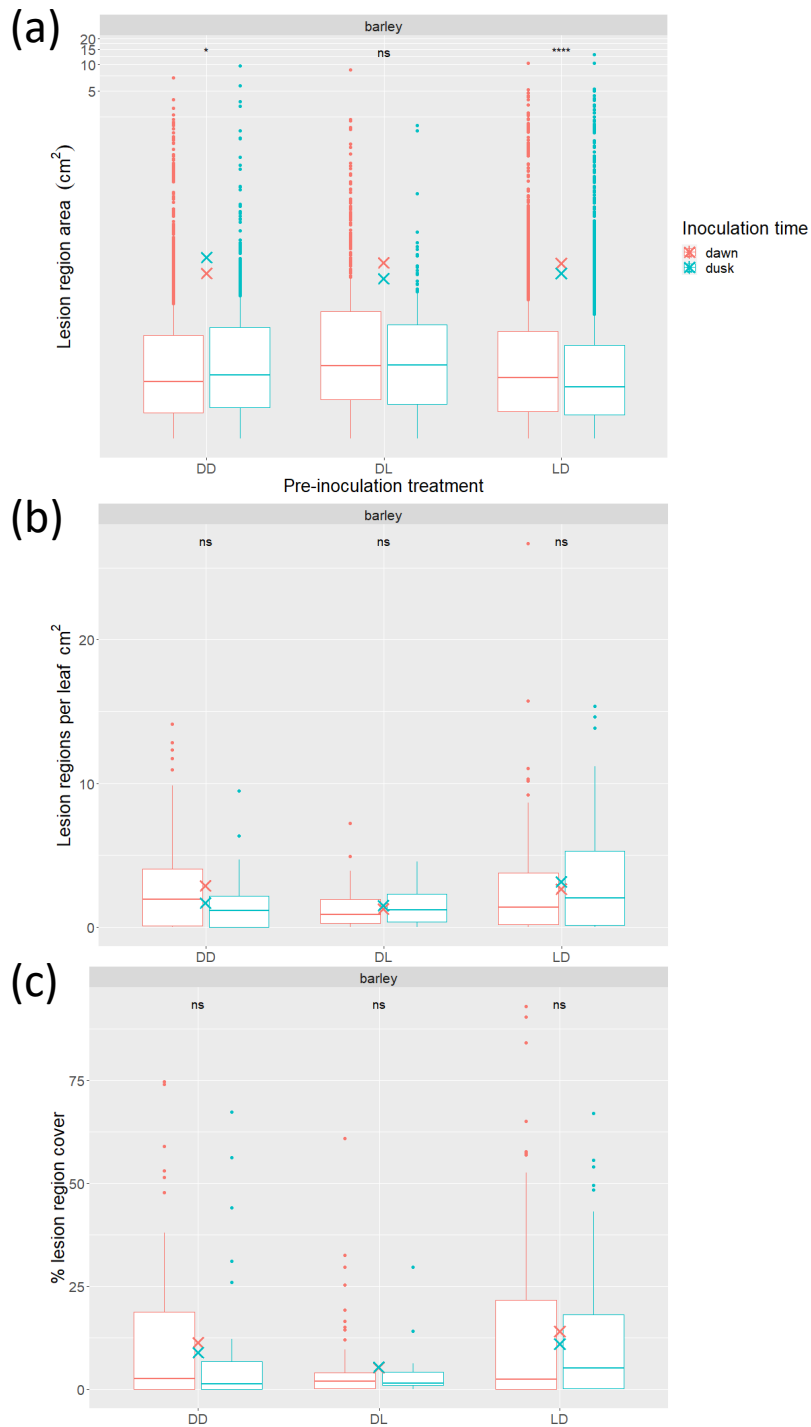 (a)
barley
20
15
10
5
*
ns
****
Lesion region area (cm²)
DD
DL
LD
Pre-inoculation treatment
Inoculation time
dawn
dusk
(b)
barley
ns
ns
ns
20
10
0
Lesion regions per leaf cm²
DD
DL
LD
(c)
barley
ns
ns
ns
75
50
25
0
% lesion region cover
DD
DL
LD